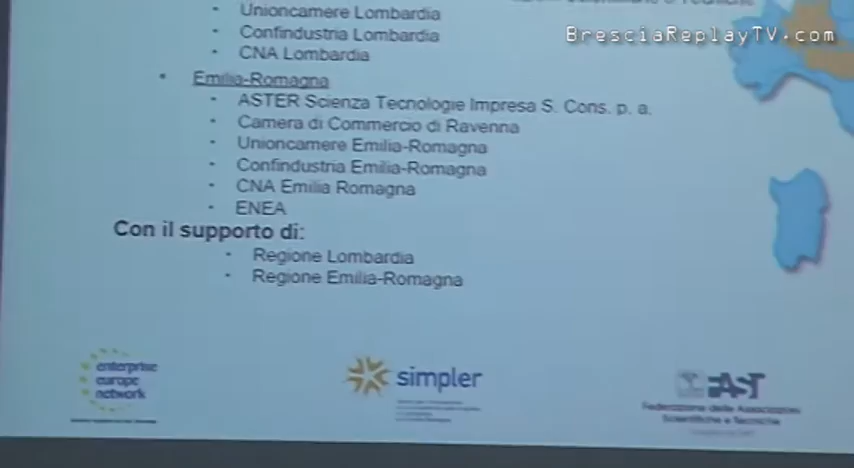 BresciaReplayTV.com
• Unioncamere Lombardia
• Confindustria Lombardia
• CNA Lombardia
• Emilia-Romagna
• ASTER Scienza Tecnologie Impresa S. Cons. p. a.
• Camera di Commercio di Ravenna
• Unioncamere Emilia-Romagna
• Confindustria Emilia-Romagna
• CNA Emilia Romagna
• ENEA
Con il supporto di:
• Regione Lombardia
• Regione Emilia-Romagna
enterprise
europe
network
simpler
FAST
Federazione delle Associazioni
Scientifiche e Tecniche